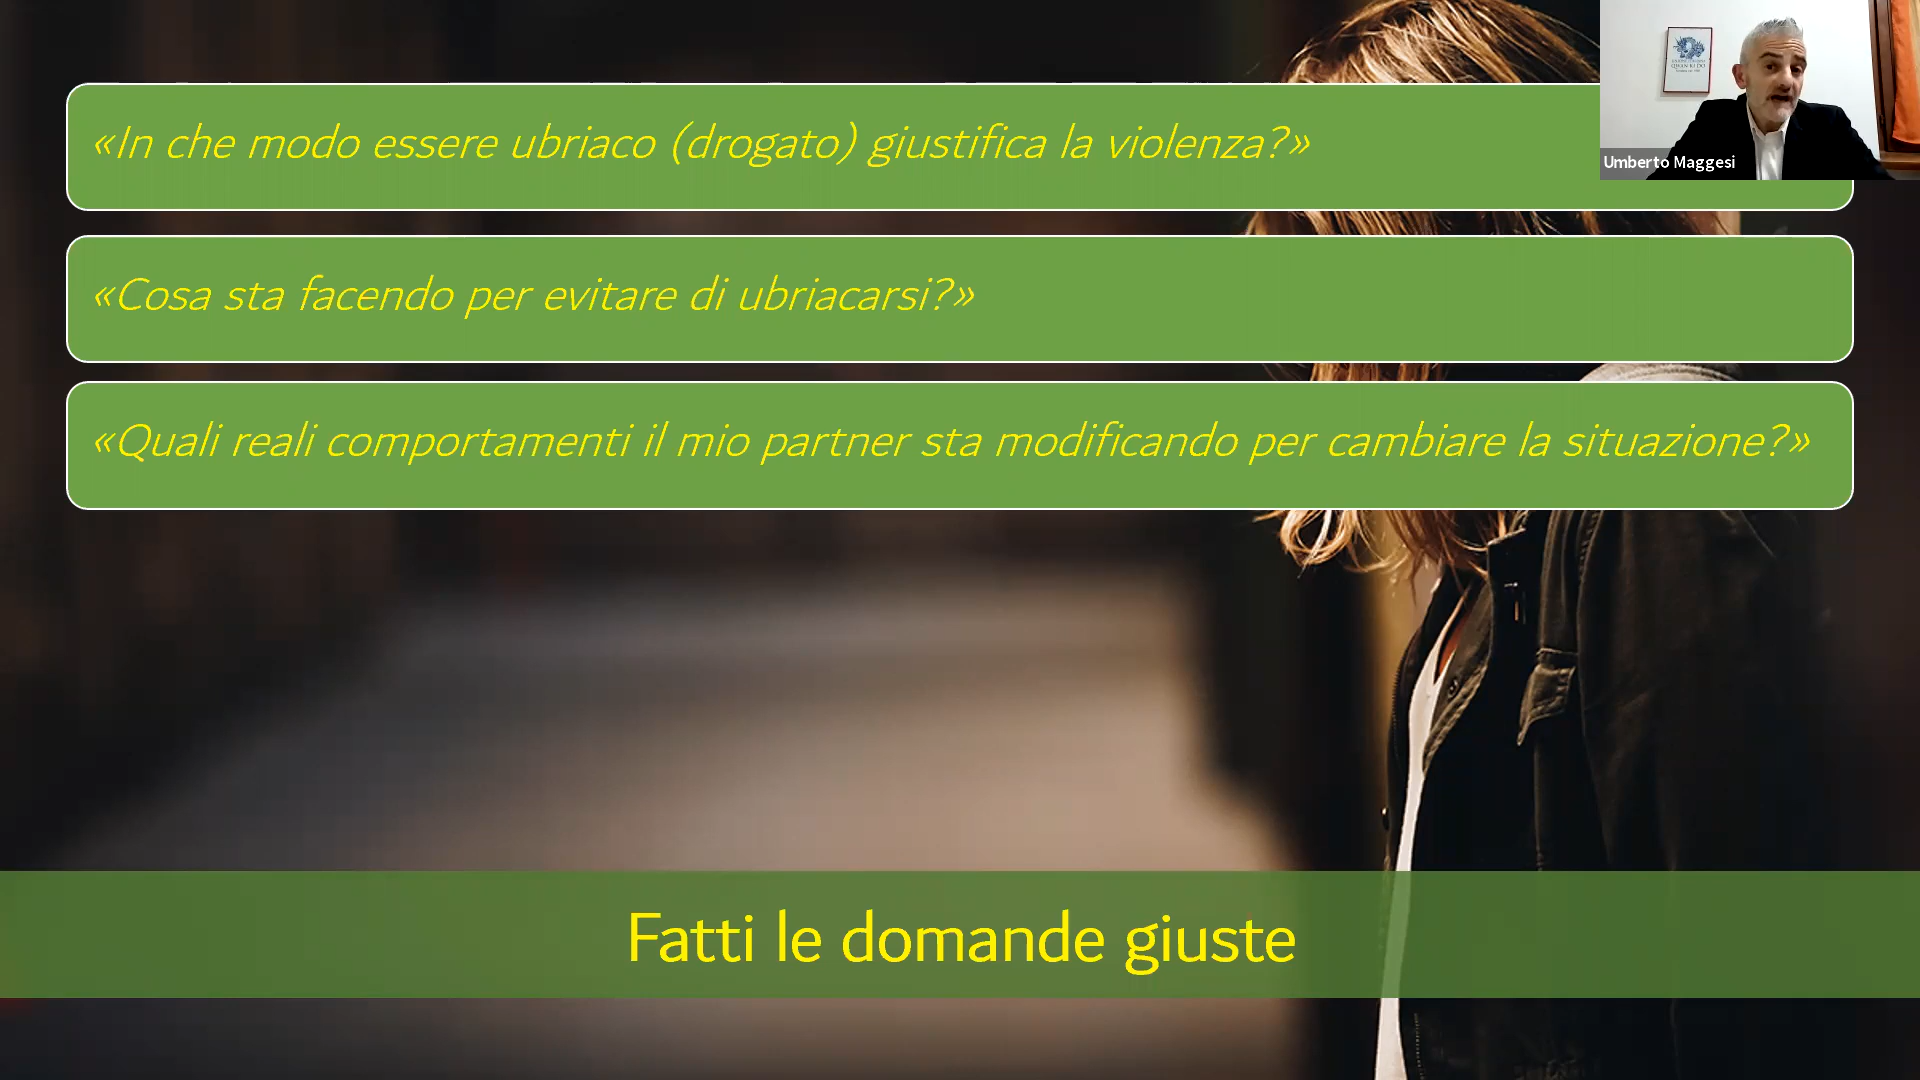 «In che modo essere ubriaco (drogato) giustifica la violenza?»
Umberto Maggesi
«Cosa sta facendo per evitare di ubriacarsi?»
«Quali reali comportamenti il mio partner sta modificando per cambiare la situazione?»
Fatti le domande giuste